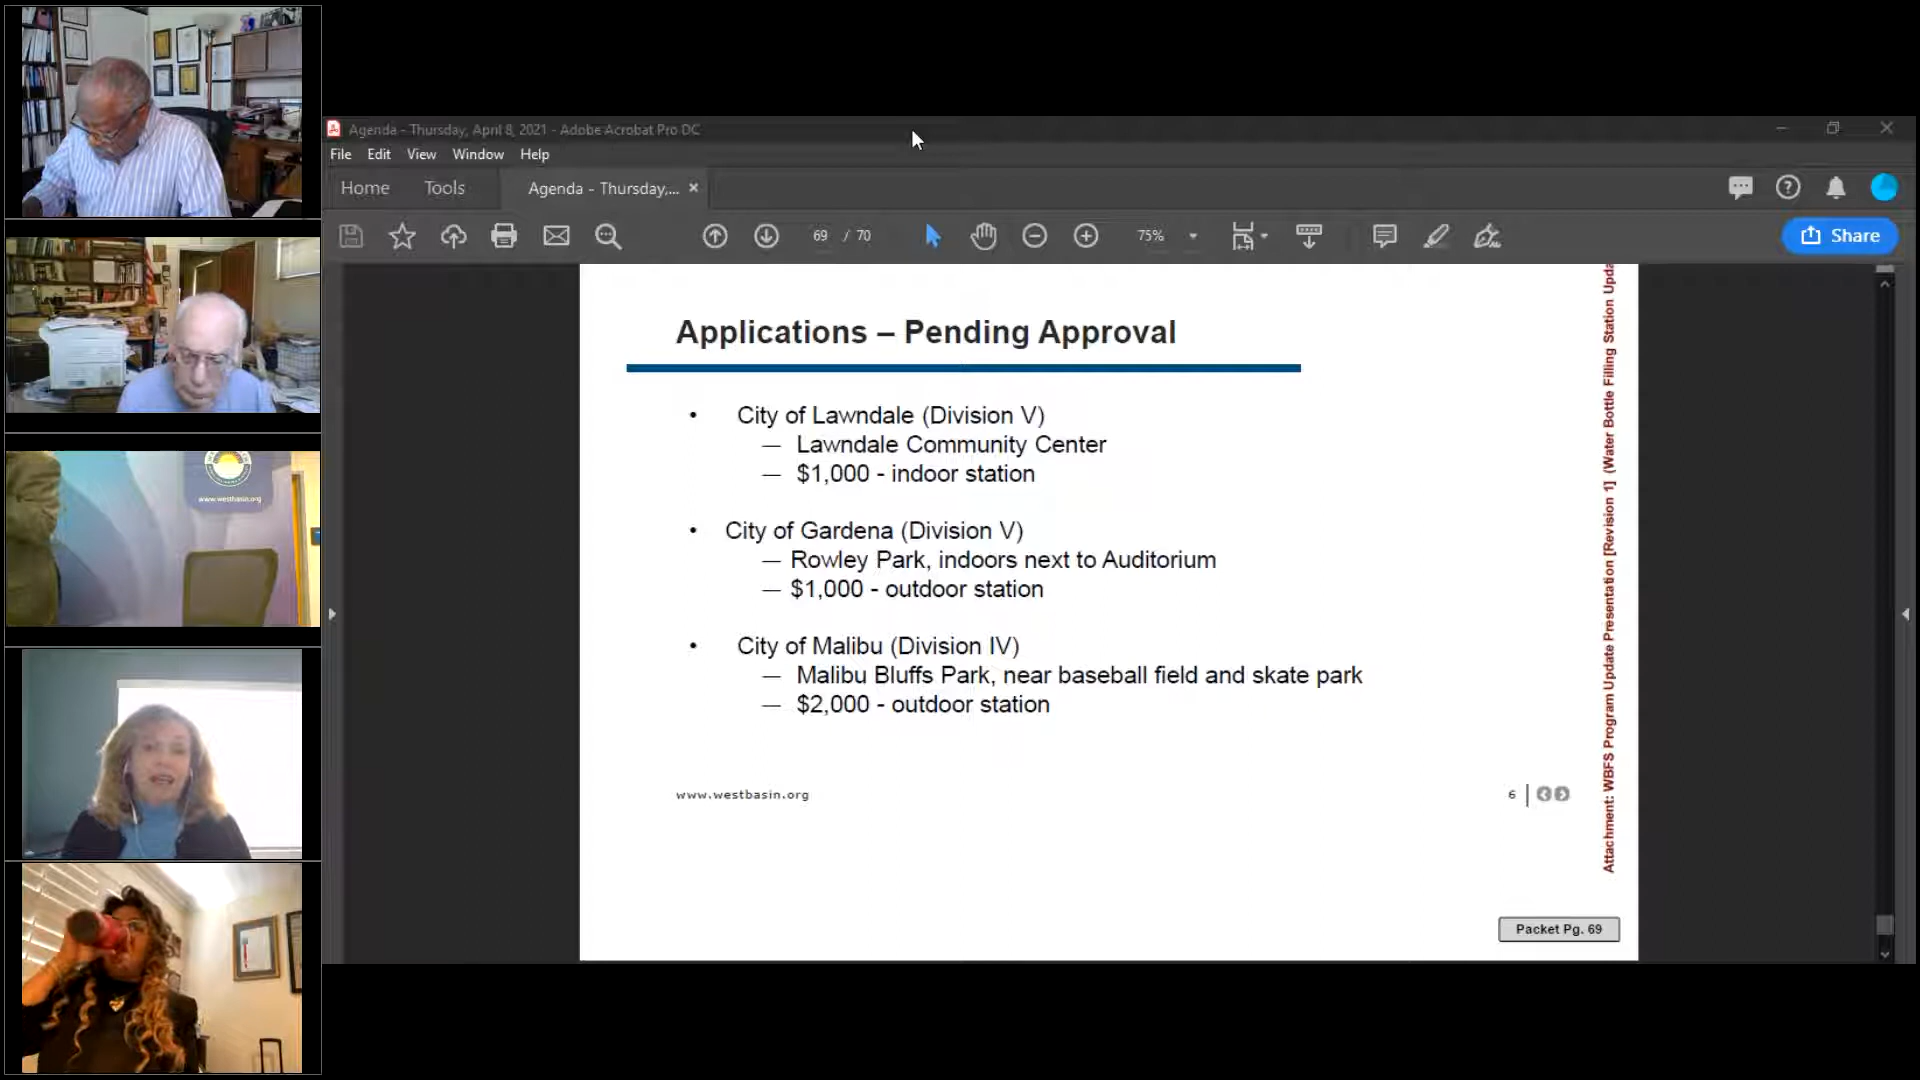 www.westbasin.org
Agenda - Thursday, April 8, 2021 - Adobe Acrobat Pro DC
File Edit View Window Help
Home Tools Agenda - Thursday,... ×
69 / 70 75% Share
Applications – Pending Approval
• City of Lawndale (Division V)
— Lawndale Community Center
— $1,000 - indoor station
• City of Gardena (Division V)
— Rowley Park, indoors next to Auditorium
— $1,000 - outdoor station
• City of Malibu (Division IV)
— Malibu Bluffs Park, near baseball field and skate park
— $2,000 - outdoor station
www.westbasin.org 6
Attachment: WBFS Program Update Presentation [Revision 1] (Water Bottle Filling Station Upda
Packet Pg. 69